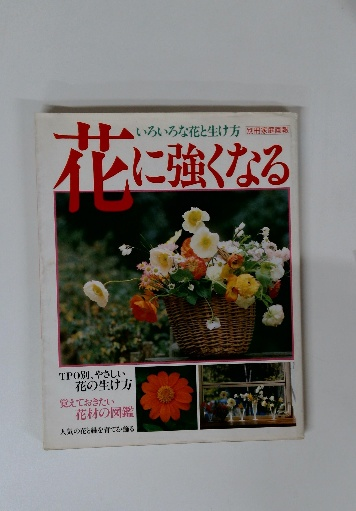 いろいろな花と生け方 別冊家庭画報
花に強くなる
TPO別、やさしい
花の生け方
覚えておきたい
花材の図鑑
人気の花と緑を育てる・飾る